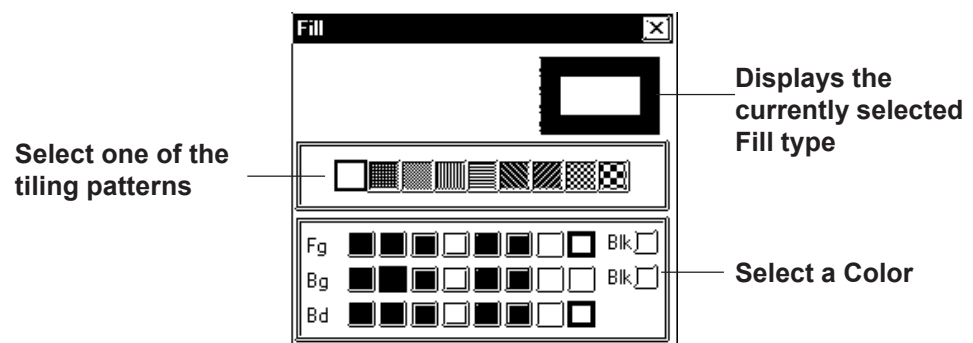 Fill
Displays the
currently selected
Fill type
Select one of the
tiling patterns
Fg Blk
Bg Blk
Select a Color
Bd